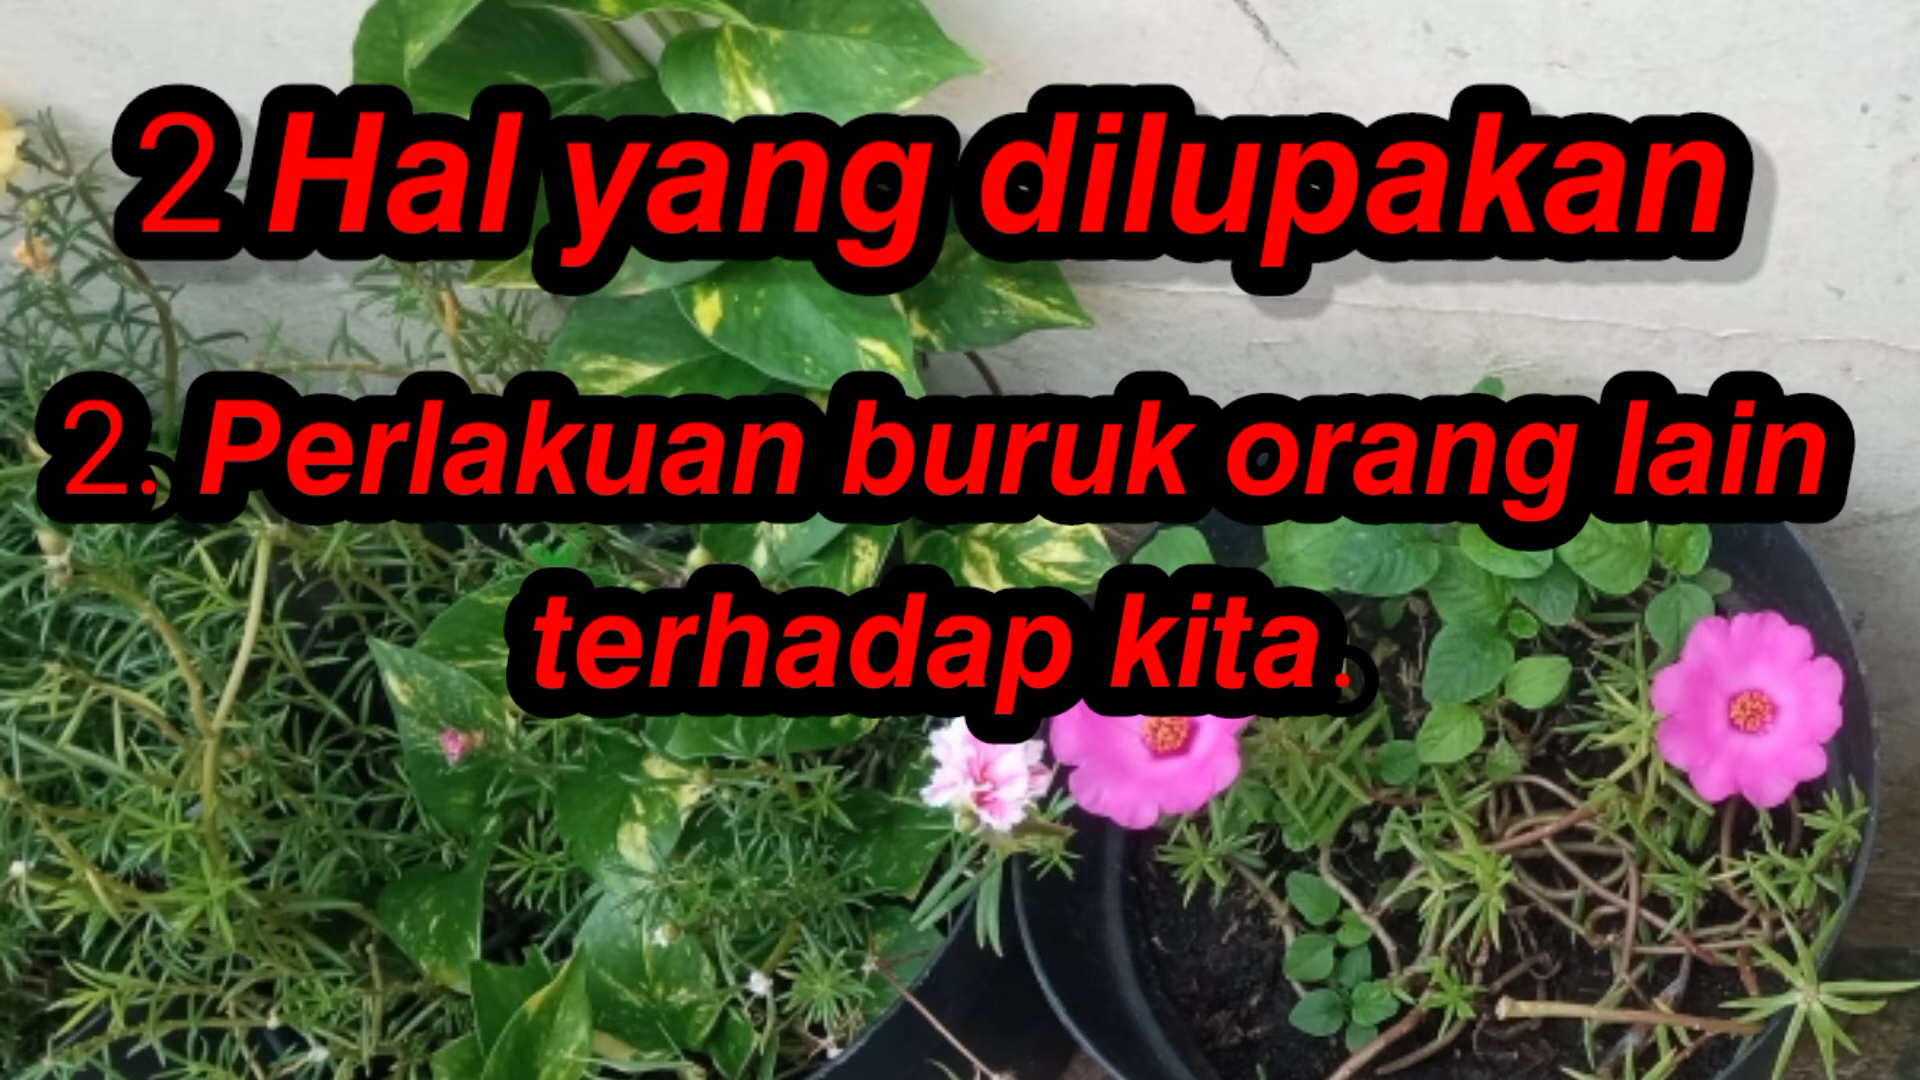 2 Hal yang dilupakan
2. Perlakuan buruk orang lain
terhadap kita.